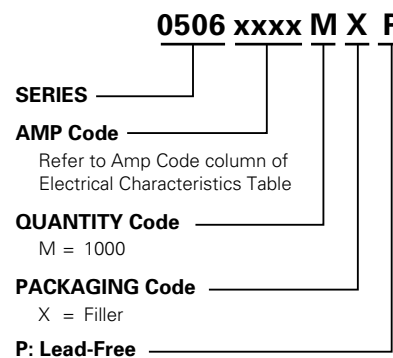 0506 xxxx M X P
SERIES
AMP Code
Refer to Amp Code column of
Electrical Characteristics Table
QUANTITY Code
M = 1000
PACKAGING Code
X = Filler
P: Lead-Free